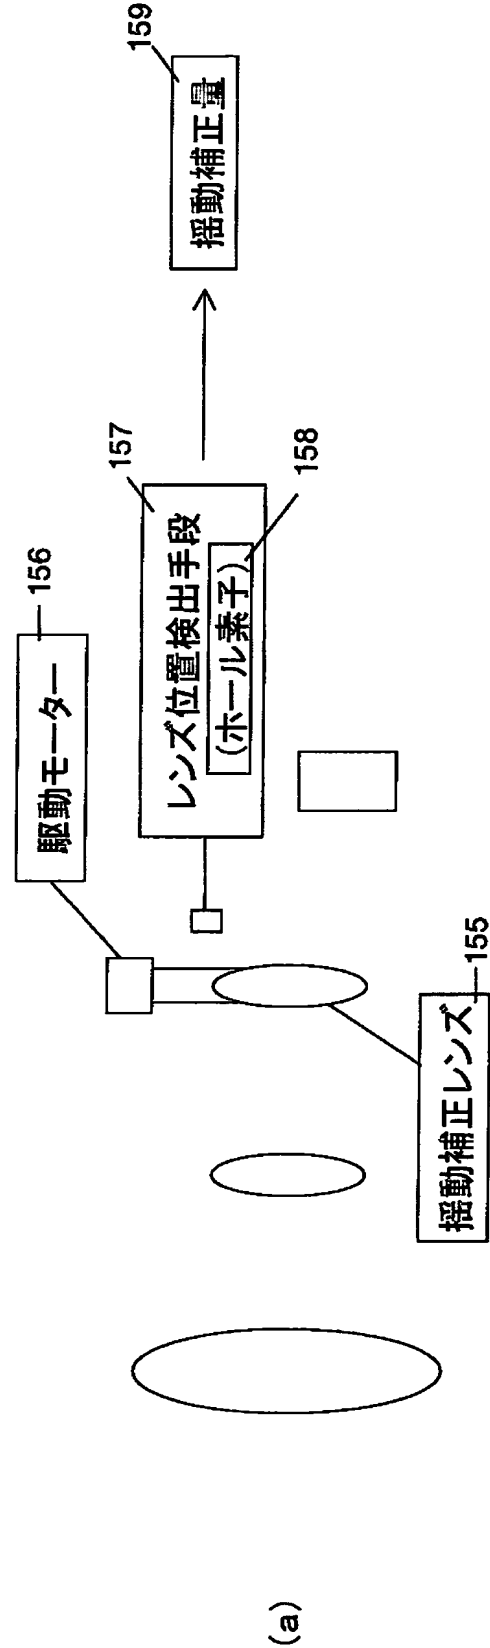 (a)
揺動補正レンズ
155
駆動モーター
156
レンズ位置検出手段
(ホール素子)
157
158
揺動補正量
159